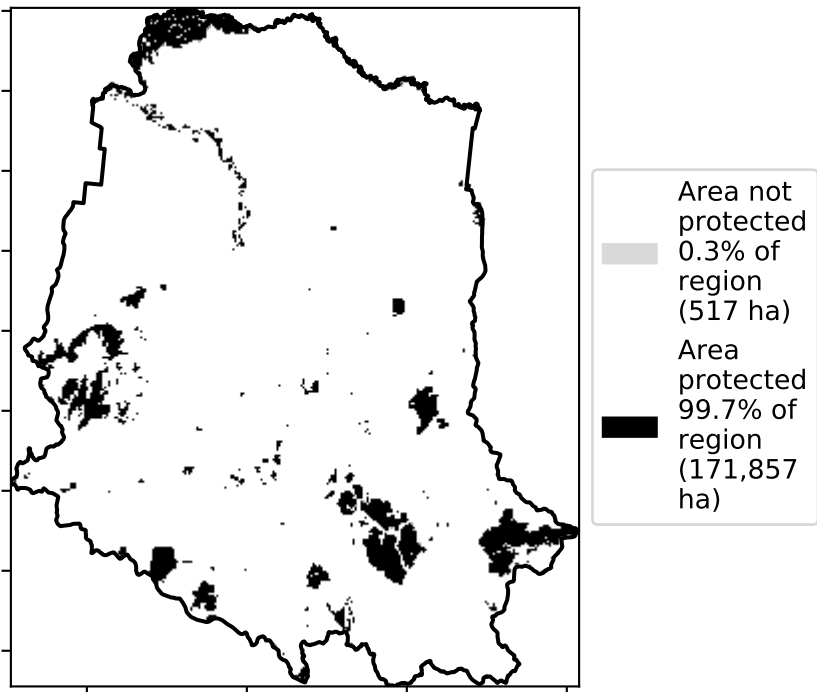 Area not
protected
0.3% of
region
(517 ha)
Area
protected
99.7% of
region
(171,857
ha)